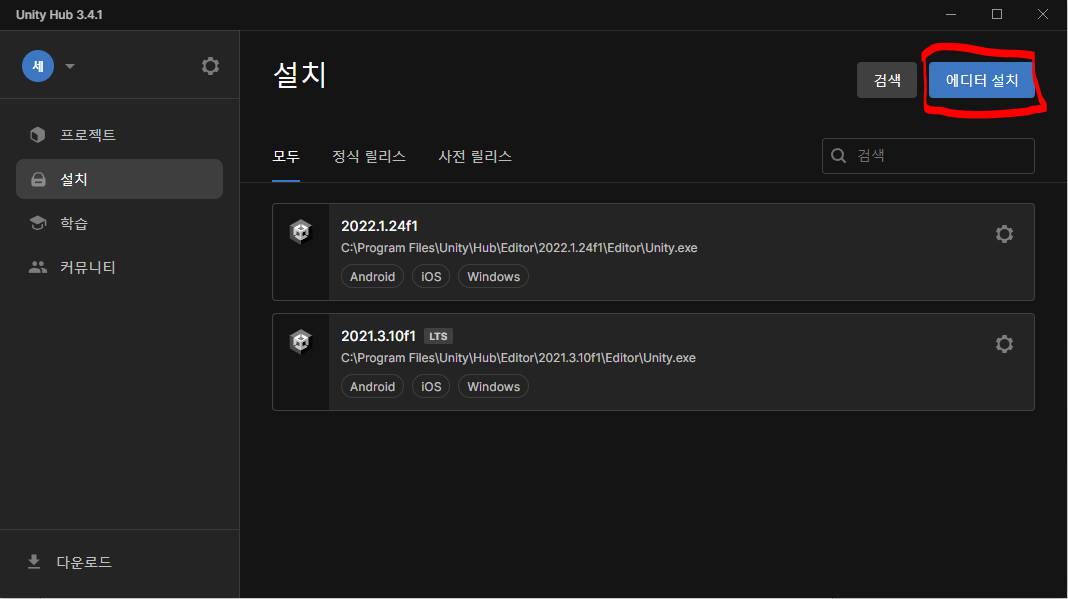 Unity Hub 3.4.1
세
프로젝트
설치
학습
커뮤니티
다운로드
설치
검색
에디터 설치
모두 정식 릴리스 사전 릴리스
검색
2022.1.24f1
C:\Program Files\Unity\Hub\Editor\2022.1.24f1\Editor\Unity.exe
Android iOS Windows
2021.3.10f1 LTS
C:\Program Files\Unity\Hub\Editor\2021.3.10f1\Editor\Unity.exe
Android iOS Windows